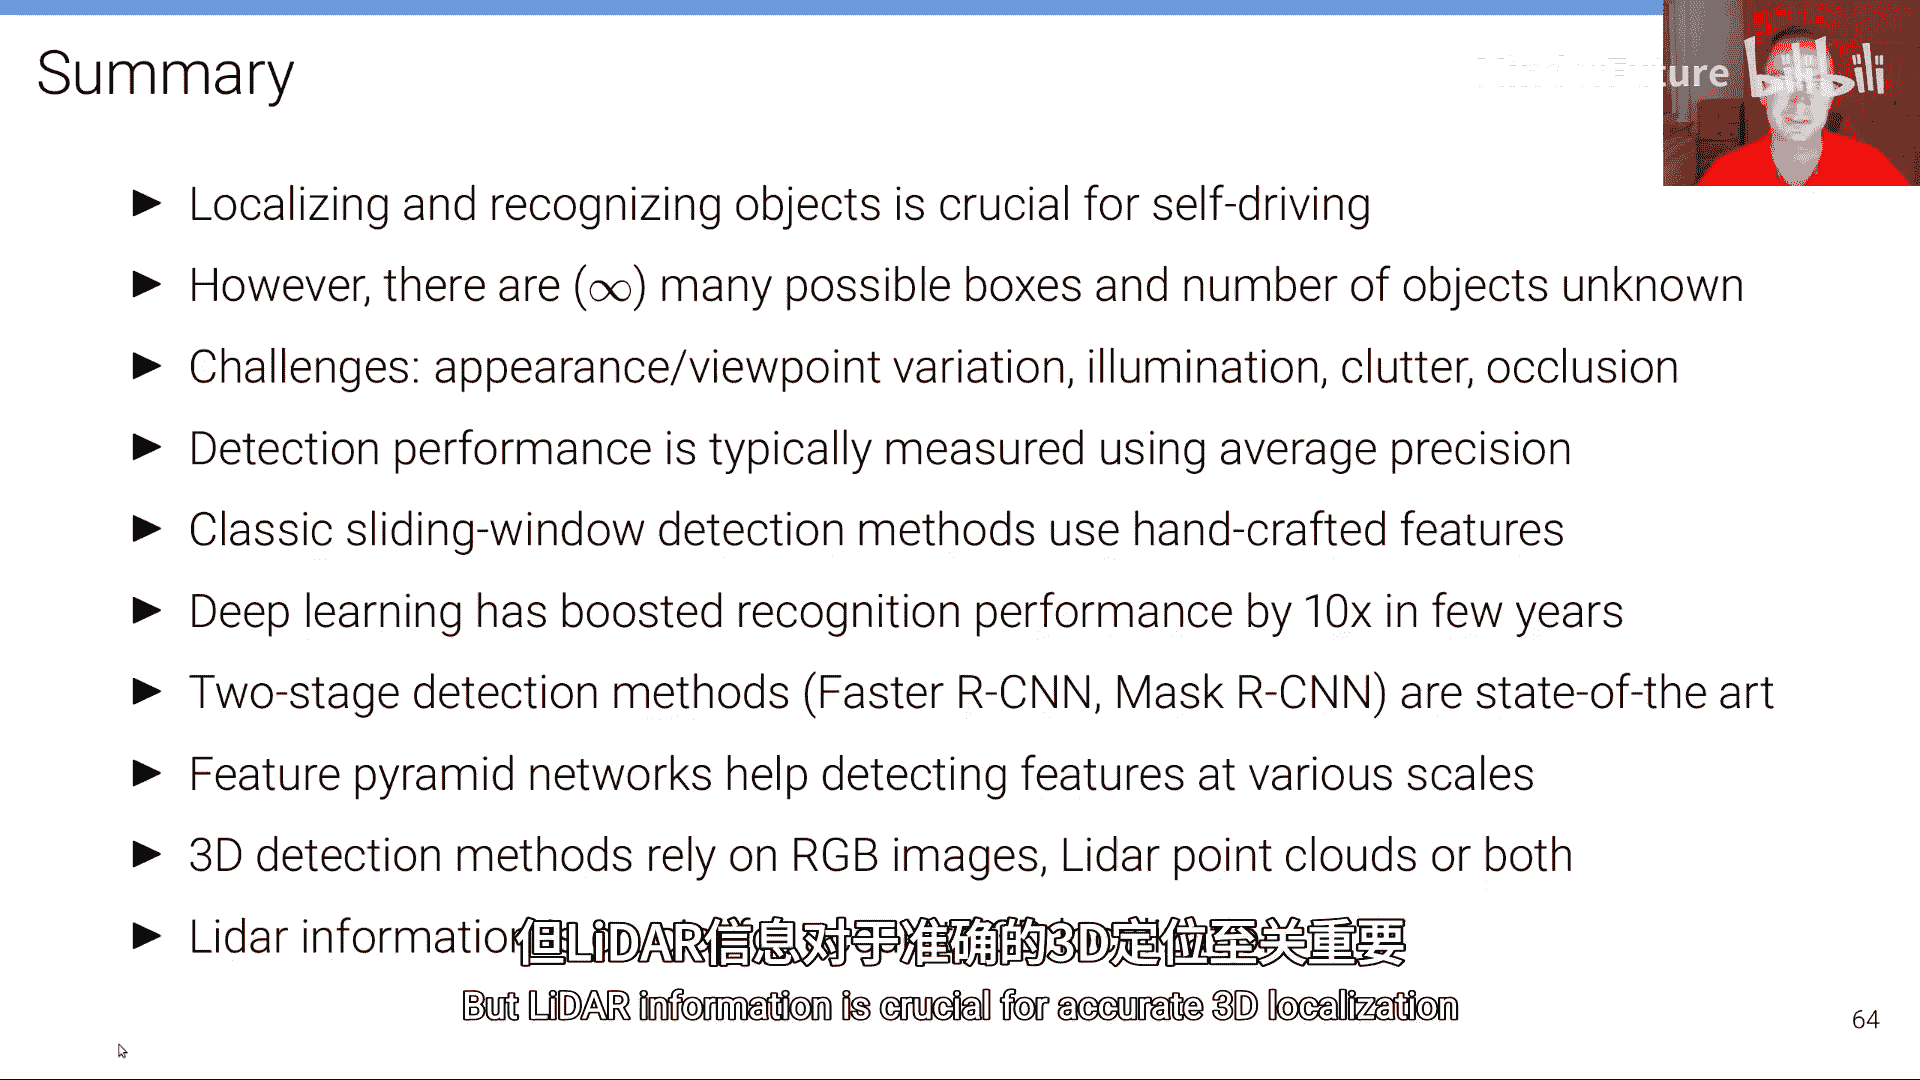 Summary
ture bilibili
Localizing and recognizing objects is crucial for self-driving
However, there are (∞) many possible boxes and number of objects unknown
Challenges: appearance/viewpoint variation, illumination, clutter, occlusion
Detection performance is typically measured using average precision
Classic sliding-window detection methods use hand-crafted features
Deep learning has boosted recognition performance by 10x in few years
Two-stage detection methods (Faster R-CNN, Mask R-CNN) are state-of-the art
Feature pyramid networks help detecting features at various scales
3D detection methods rely on RGB images, Lidar point clouds or both
Lidar information
但LiDAR信息对于准确的3D定位至关重要
But LiDAR information is crucial for accurate 3D localization
64